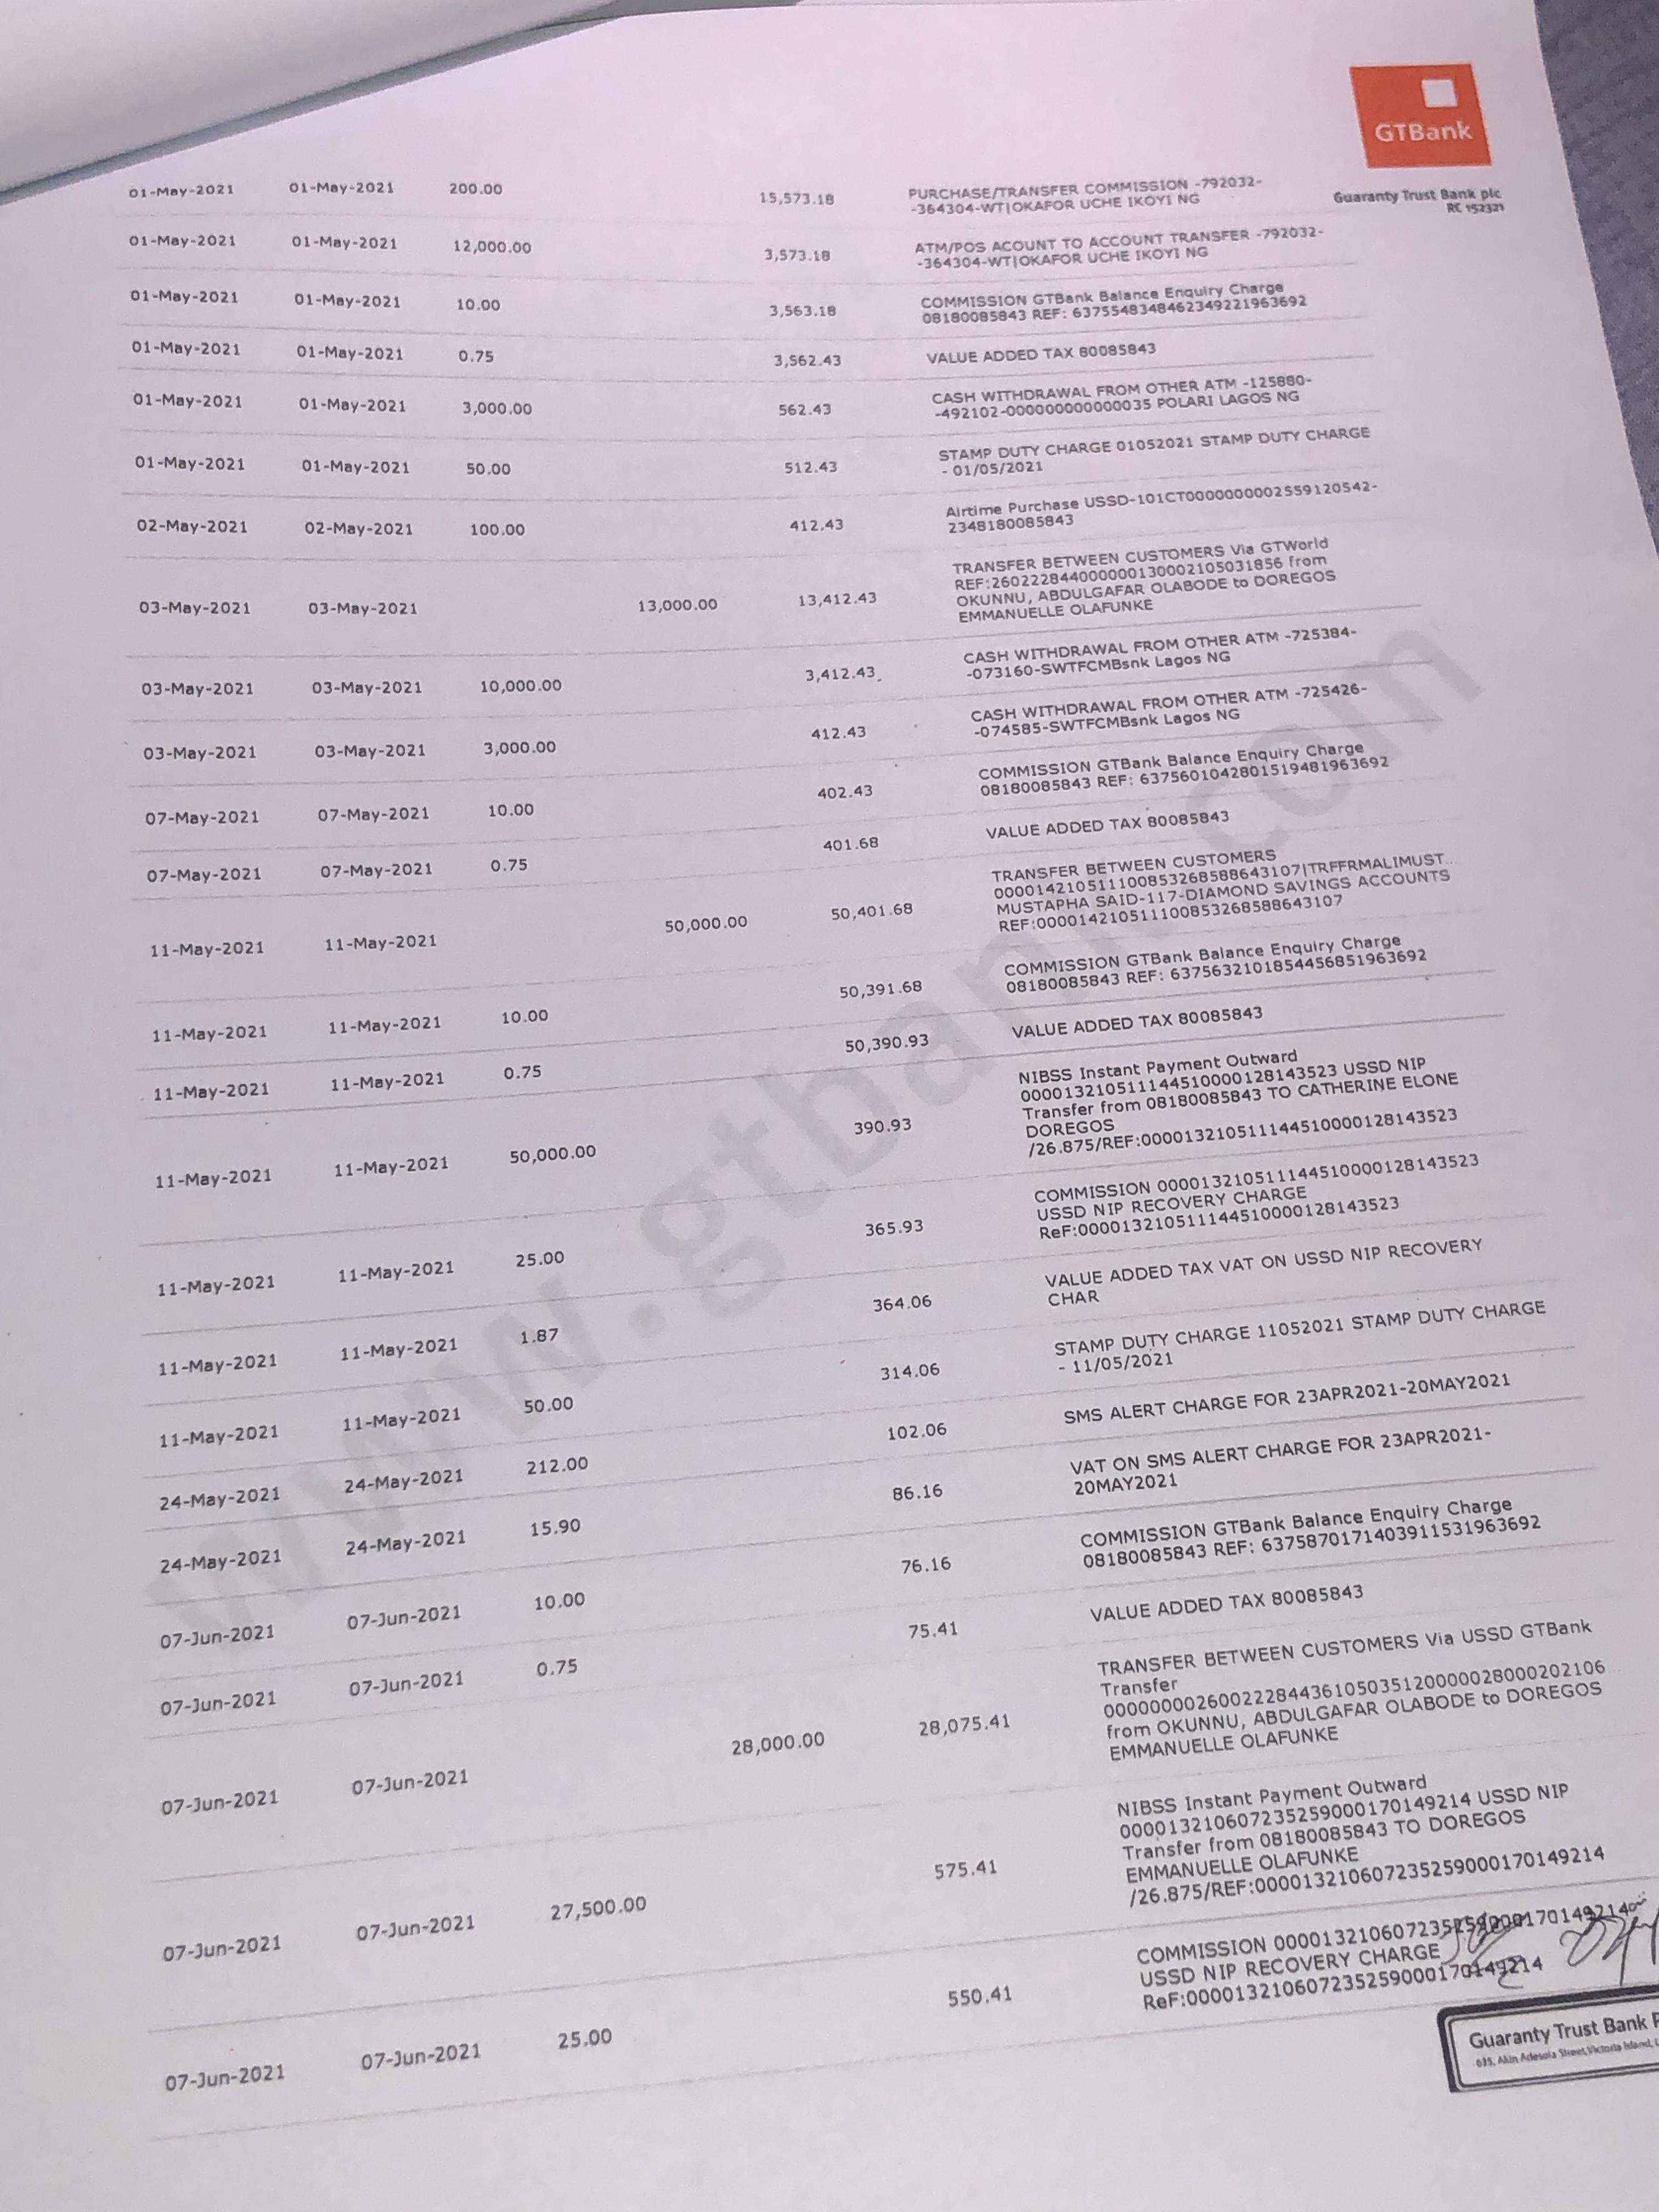 GTBank
Guaranty Trust Bank plc
RC 152321
01-May-2021 01-May-2021 200.00 15,573.18 PURCHASE/TRANSFER COMMISSION -792032-
-364304-WT|OKAFOR UCHE IKOYI NG
01-May-2021 01-May-2021 12,000.00 3,573.18 ATM/POS ACOUNT TO ACCOUNT TRANSFER -792032-
-364304-WT|OKAFOR UCHE IKOYI NG
01-May-2021 01-May-2021 10.00 3,563.18 COMMISSION GTBank Balance Enquiry Charge
08180085843 REF: 637554834846234922196 3692
01-May-2021 01-May-2021 0.75 3,562.43 VALUE ADDED TAX 80085843
01-May-2021 01-May-2021 3,000.00 562.43 CASH WITHDRAWAL FROM OTHER ATM -125880-
-492102-0000000000000035 POLARI LAGOS NG
01-May-2021 01-May-2021 50.00 512.43 STAMP DUTY CHARGE 01052021 STAMP DUTY CHARGE
- 01/05/2021
02-May-2021 02-May-2021 100.00 412.43 Airtime Purchase USSD-101CT0000000002559120542-
2348180085843
03-May-2021 03-May-2021 13,000.00 13,412.43 TRANSFER BETWEEN CUSTOMERS Via GTWorld
REF:26022284400000013000210503 1856 from
OKUNNU, ABDULGAFAR OLABODE to DOREGOS
EMMANUELLE OLAFUNKE
03-May-2021 03-May-2021 10,000.00 3,412.43 CASH WITHDRAWAL FROM OTHER ATM -725384-
-073160-SWTFCMBsnk Lagos NG
03-May-2021 03-May-2021 3,000.00 412.43 CASH WITHDRAWAL FROM OTHER ATM -725426-
-074585-SWTFCMBsnk Lagos NG
07-May-2021 07-May-2021 10.00 402.43 COMMISSION GTBank Balance Enquiry Charge
08180085843 REF: 637560104280151948196 3692
07-May-2021 07-May-2021 0.75 401.68 VALUE ADDED TAX 80085843
11-May-2021 11-May-2021 50,000.00 50,401.68 TRANSFER BETWEEN CUSTOMERS
000014210511100853268588643107|TRFFRMALIMUST
MUSTAPHA SAID-117-DIAMOND SAVINGS ACCOUNTS
REF:000014210511100853268588643107
11-May-2021 11-May-2021 10.00 50,391.68 COMMISSION GTBank Balance Enquiry Charge
08180085843 REF: 637563210185445685196 3692
11-May-2021 11-May-2021 0.75 50,390.93 VALUE ADDED TAX 80085843
11-May-2021 11-May-2021 50,000.00 390.93 NIBSS Instant Payment Outward
000013210511144510000128143523 USSD NIP
Transfer from 08180085843 TO CATHERINE ELONE
DOREGOS
/26.875/REF:000013210511144510000128143523
11-May-2021 11-May-2021 25.00 365.93 COMMISSION 000013210511144510000128143523
USSD NIP RECOVERY CHARGE
ReF:000013210511144510000128143523
11-May-2021 11-May-2021 1.87 364.06 VALUE ADDED TAX VAT ON USSD NIP RECOVERY
CHAR
11-May-2021 11-May-2021 50.00 314.06 STAMP DUTY CHARGE 11052021 STAMP DUTY CHARGE
- 11/05/2021
24-May-2021 24-May-2021 212.00 102.06 SMS ALERT CHARGE FOR 23APR2021-20MAY2021
24-May-2021 24-May-2021 15.90 86.16 VAT ON SMS ALERT CHARGE FOR 23APR2021-
20MAY2021
07-Jun-2021 07-Jun-2021 10.00 76.16 COMMISSION GTBank Balance Enquiry Charge
08180085843 REF: 637587017140391153196 3692
07-Jun-2021 07-Jun-2021 0.75 75.41 VALUE ADDED TAX 80085843
07-Jun-2021 07-Jun-2021 28,000.00 28,075.41 TRANSFER BETWEEN CUSTOMERS Via USSD GTBank
Transfer
from OKUNNU, ABDULGAFAR OLABODE to DOREGOS
EMMANUELLE OLAFUNKE
07-Jun-2021 07-Jun-2021 27,500.00 575.41 NIBSS Instant Payment Outward
000013210607235259000170149214 USSD NIP
Transfer from 08180085843 TO DOREGOS
EMMANUELLE OLAFUNKE
/26.875/REF:000013210607235259000170149214
07-Jun-2021 07-Jun-2021 25.00 550.41 COMMISSION 000013210607235259000170149214
USSD NIP RECOVERY CHARGE
ReF:000013210607235259000170149214
Guaranty Trust Bank
635, Akin Adesola Street, Victoria Island,
www.gtbank.com